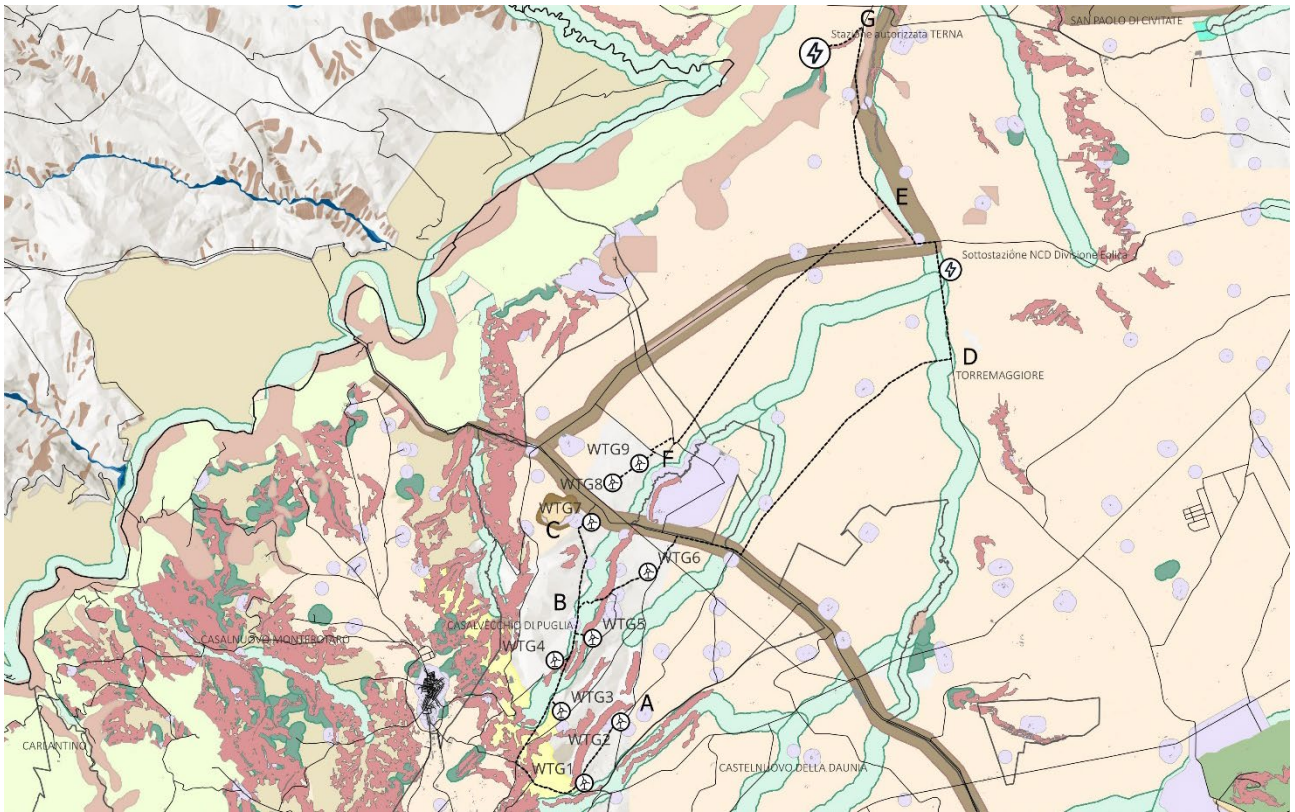 G
SAN PAOLO DI CIVITATE
Stazione autorizzata TERNA
E
Sottostazione NCD Divisione Eolica
D
TORREMAGGIORE
WTG9
F
WTG8
WTG7
C
WTG6
B
CASALVECCHIO DI PUGLIA
WTG5
CASALNUOVO MONTEROTARO
WTG4
WTG3
A
WTG2
CARLANTINO
WTG1
CASTELNUOVO DELLA DAUNIA